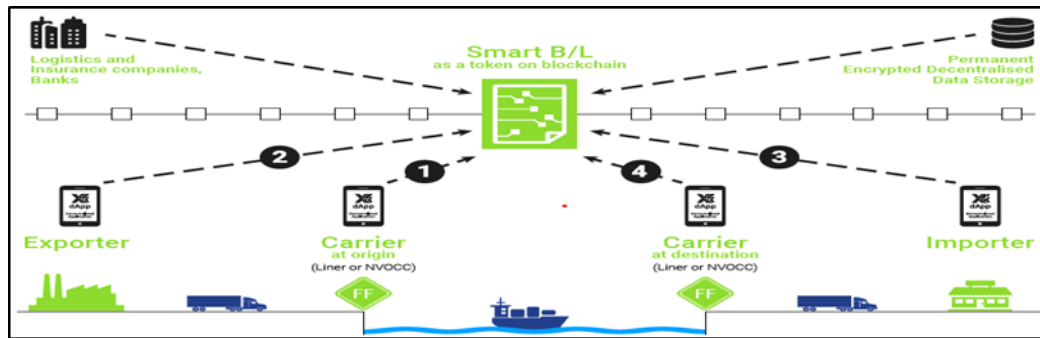 Logistics and
Insurance companies,
Banks
Smart B/L
as a token on blockchain
Permanent
Encrypted Decentralised
Data Storage
2
1
4
3
dApp
dApp
dApp
dApp
Exporter
Carrier
at origin
(Liner or NVOCC)
Carrier
at destination
(Liner or NVOCC)
Importer
FF
FF